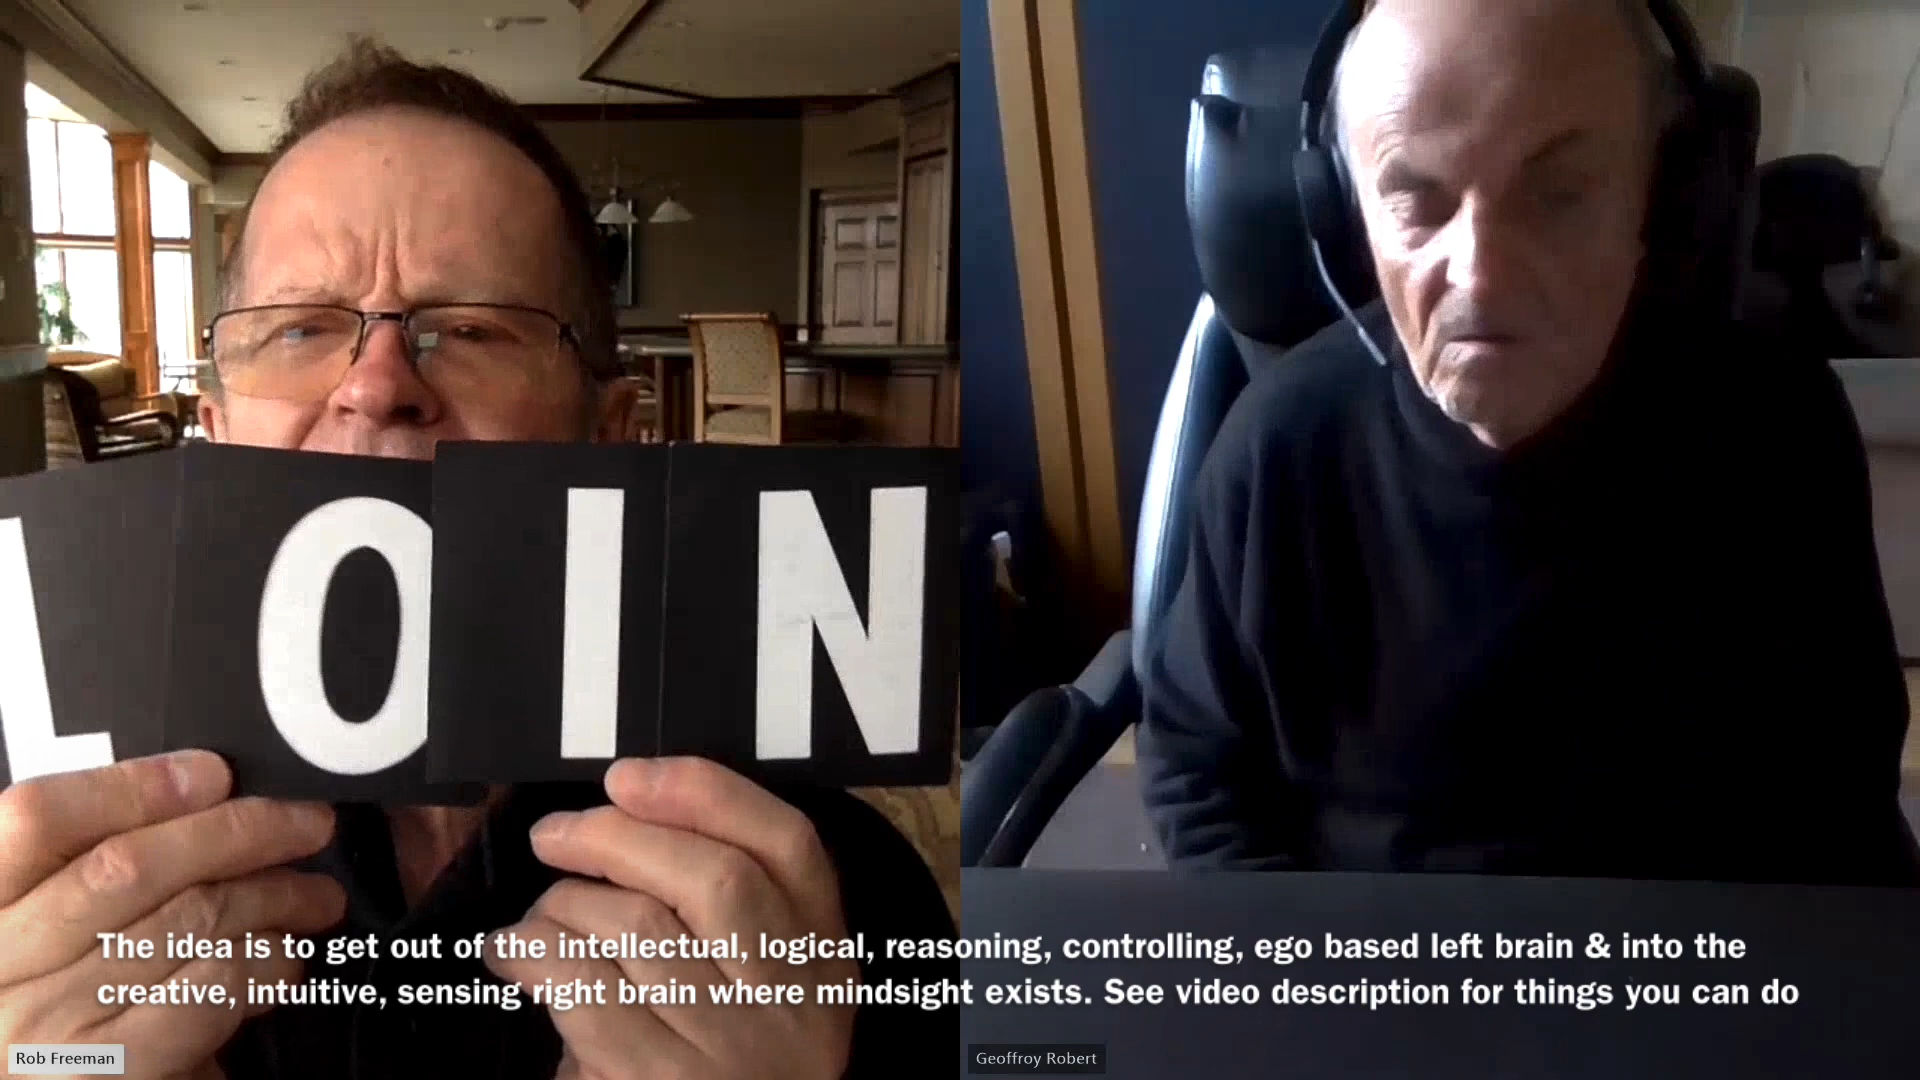 LOIN
The idea is to get out of the intellectual, logical, reasoning, controlling, ego based left brain & into the
creative, intuitive, sensing right brain where mindsight exists. See video description for things you can do
Rob Freeman
Geoffroy Robert